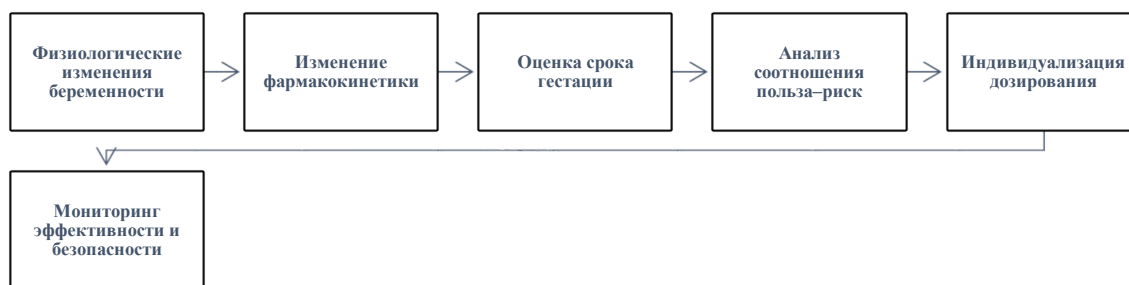 Физиологические
изменения
беременности
Изменение
фармакокинетики
Оценка срока
гестации
Анализ
соотношения
польза–риск
Индивидуализация
дозирования
Мониторинг
эффективности и
безопасности